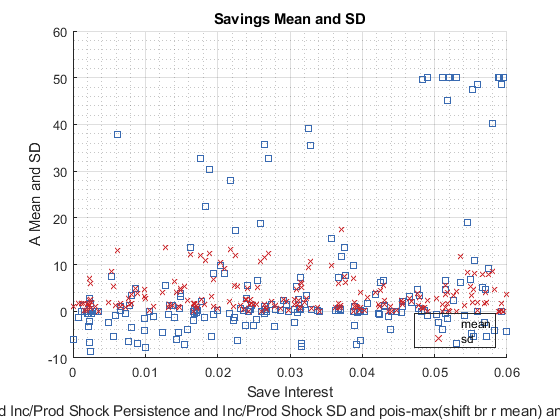 Savings Mean and SD
60
50
40
30
20
10
0
-10
A Mean and SD
0
0.01
0.02
0.03
0.04
0.05
0.06
mean
sd
Save Interest
Inc/Prod Shock Persistence and Inc/Prod Shock SD and pois-max(shift br r mean)